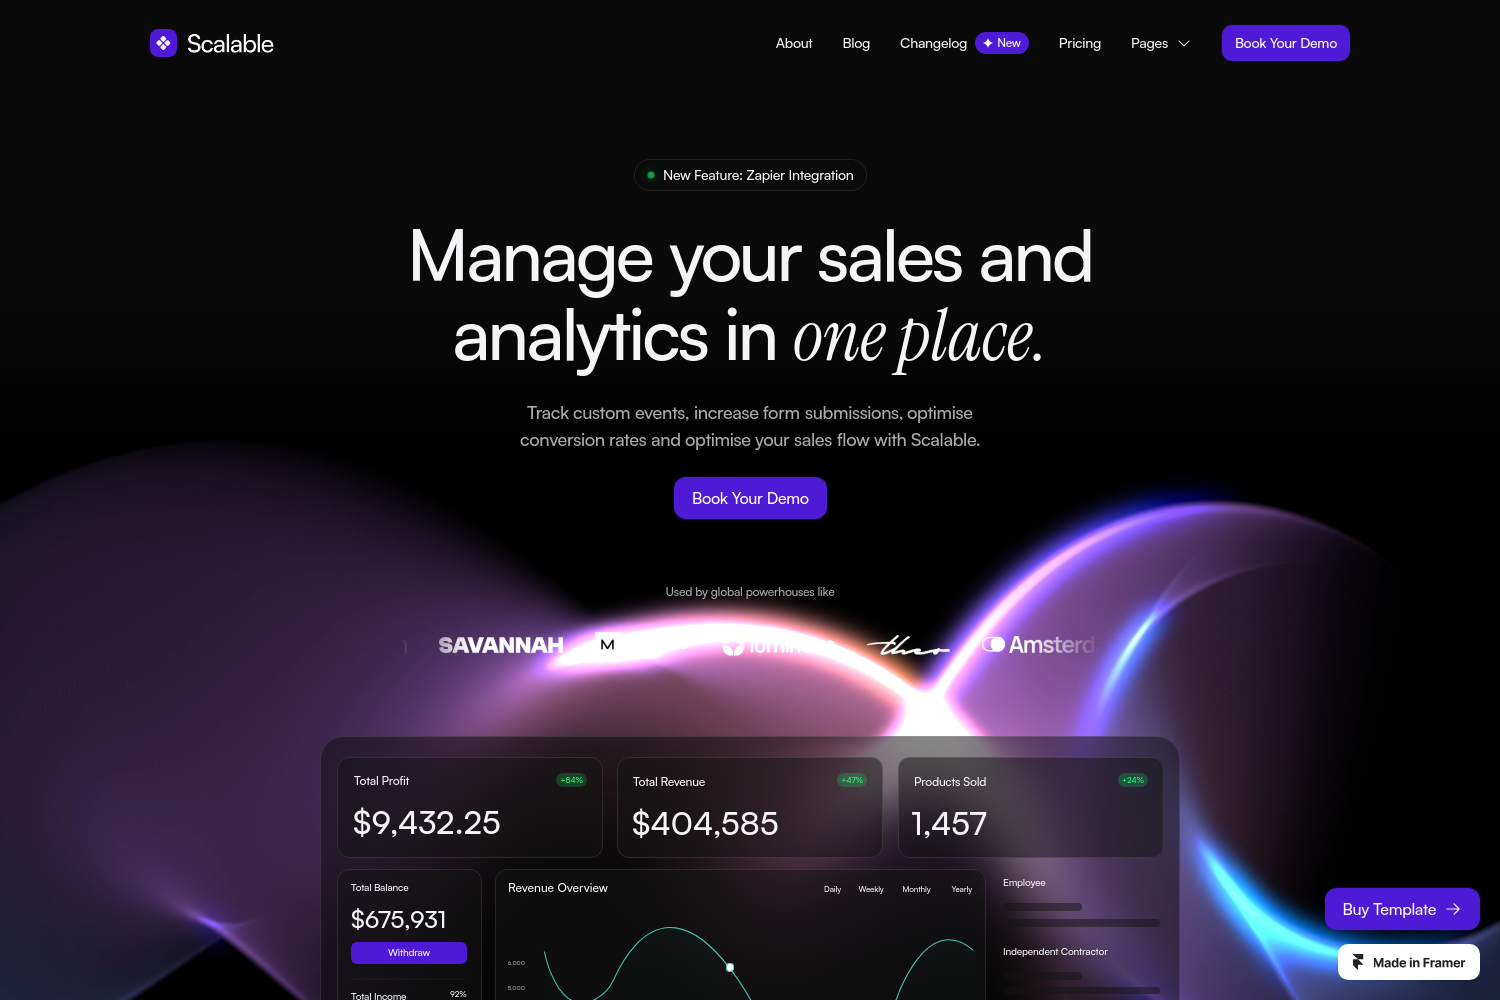 Scalable
About
Blog
Changelog
New
Pricing
Pages
Book Your Demo
New Feature: Zapier Integration
Manage your sales and
analytics in one place.
Track custom events, increase form submissions, optimise
conversion rates and optimise your sales flow with Scalable.
Book Your Demo
Used by global powerhouses like
SAVANNAH
M
theo
Total Profit
+84%
$9,432.25
Total Revenue
+47%
$404,585
Products Sold
+24%
1,457
Total Balance
$675,931
Withdraw
Total Income
92%
Revenue Overview
Daily
Weekly
Monthly
Yearly
6,000
5,000
Employee
Independent Contractor
Buy Template
Made in Framer